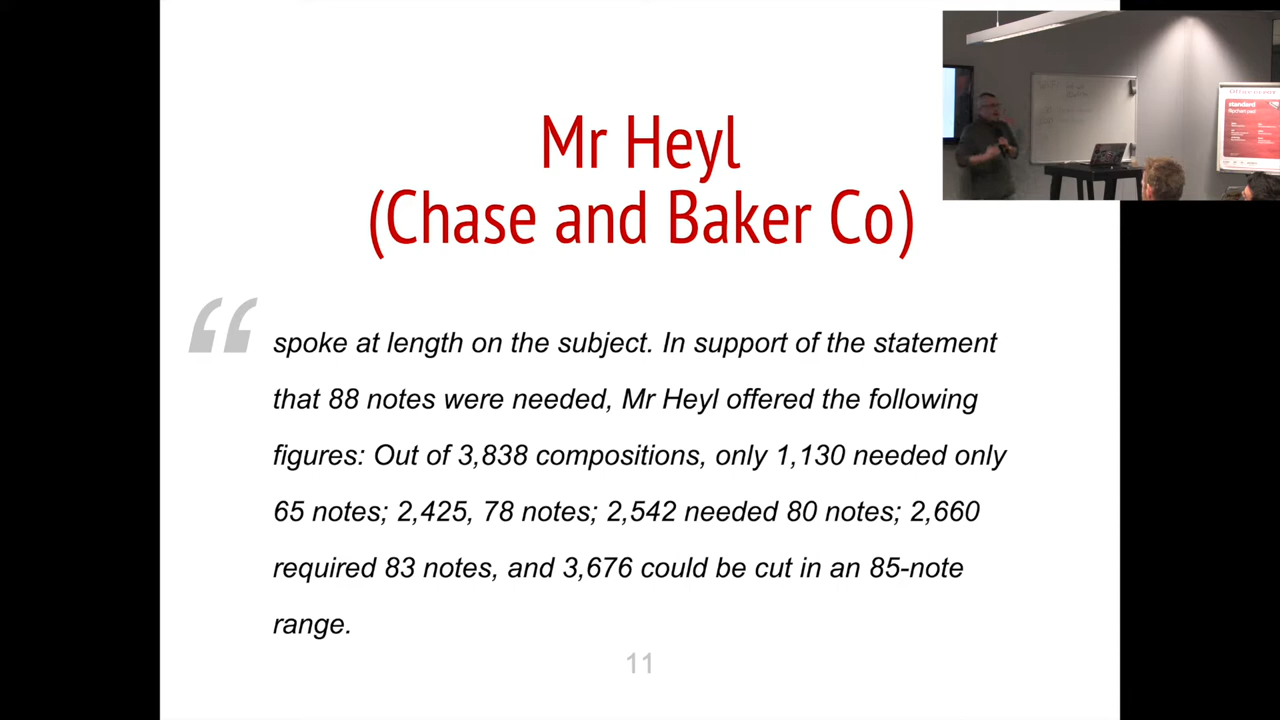 Mr Heyl
(Chase and Baker Co)
“
spoke at length on the subject. In support of the statement
that 88 notes were needed, Mr Heyl offered the following
figures: Out of 3,838 compositions, only 1,130 needed only
65 notes; 2,425, 78 notes; 2,542 needed 80 notes; 2,660
required 83 notes, and 3,676 could be cut in an 85-note
range.
11
standard